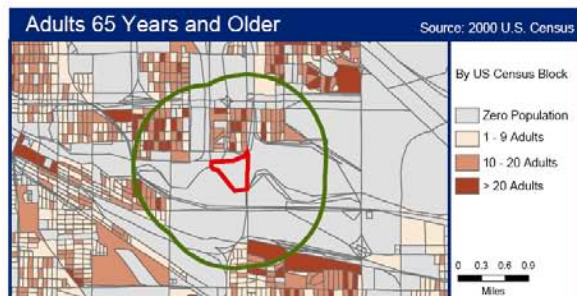 Adults 65 Years and Older
Source: 2000 U.S. Census
By US Census Block
Zero Population
1 - 9 Adults
10 - 20 Adults
> 20 Adults
0 0.3 0.6 0.9
Miles